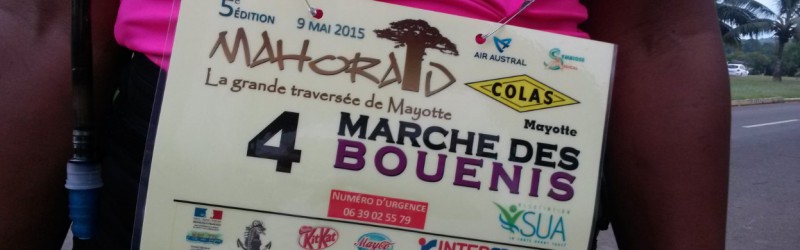 5e ÉDITION
9 MAI 2015
MAHORAID
La grande traversée de Mayotte
AIR AUSTRAL
COLAS
Mayotte
4
MARCHE DES
BOUENIS
NUMÉRO D'URGENCE
06 39 02 55 79
KitKat
SUA